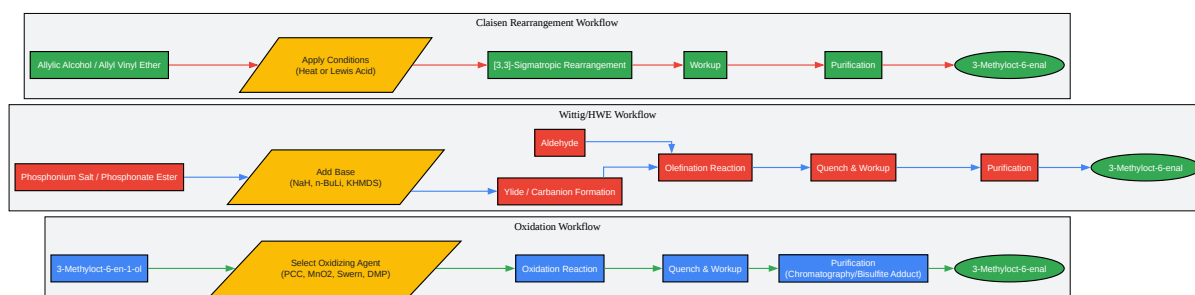 Claisen Rearrangement Workflow
Allylic Alcohol / Allyl Vinyl Ether
Apply Conditions
(Heat or Lewis Acid)
[3,3]-Sigmatropic Rearrangement
Workup
Purification
3-Methyloct-6-enal
Wittig/HWE Workflow
Phosphonium Salt / Phosphonate Ester
Add Base
(NaH, n-BuLi, KHMDS)
Ylide / Carbanion Formation
Aldehyde
Olefination Reaction
Quench & Workup
Purification
3-Methyloct-6-enal
Oxidation Workflow
3-Methyloct-6-en-1-ol
Select Oxidizing Agent
(PCC, MnO2, Swern, DMP)
Oxidation Reaction
Quench & Workup
Purification
(Chromatography/Bisulfite Adduct)
3-Methyloct-6-enal